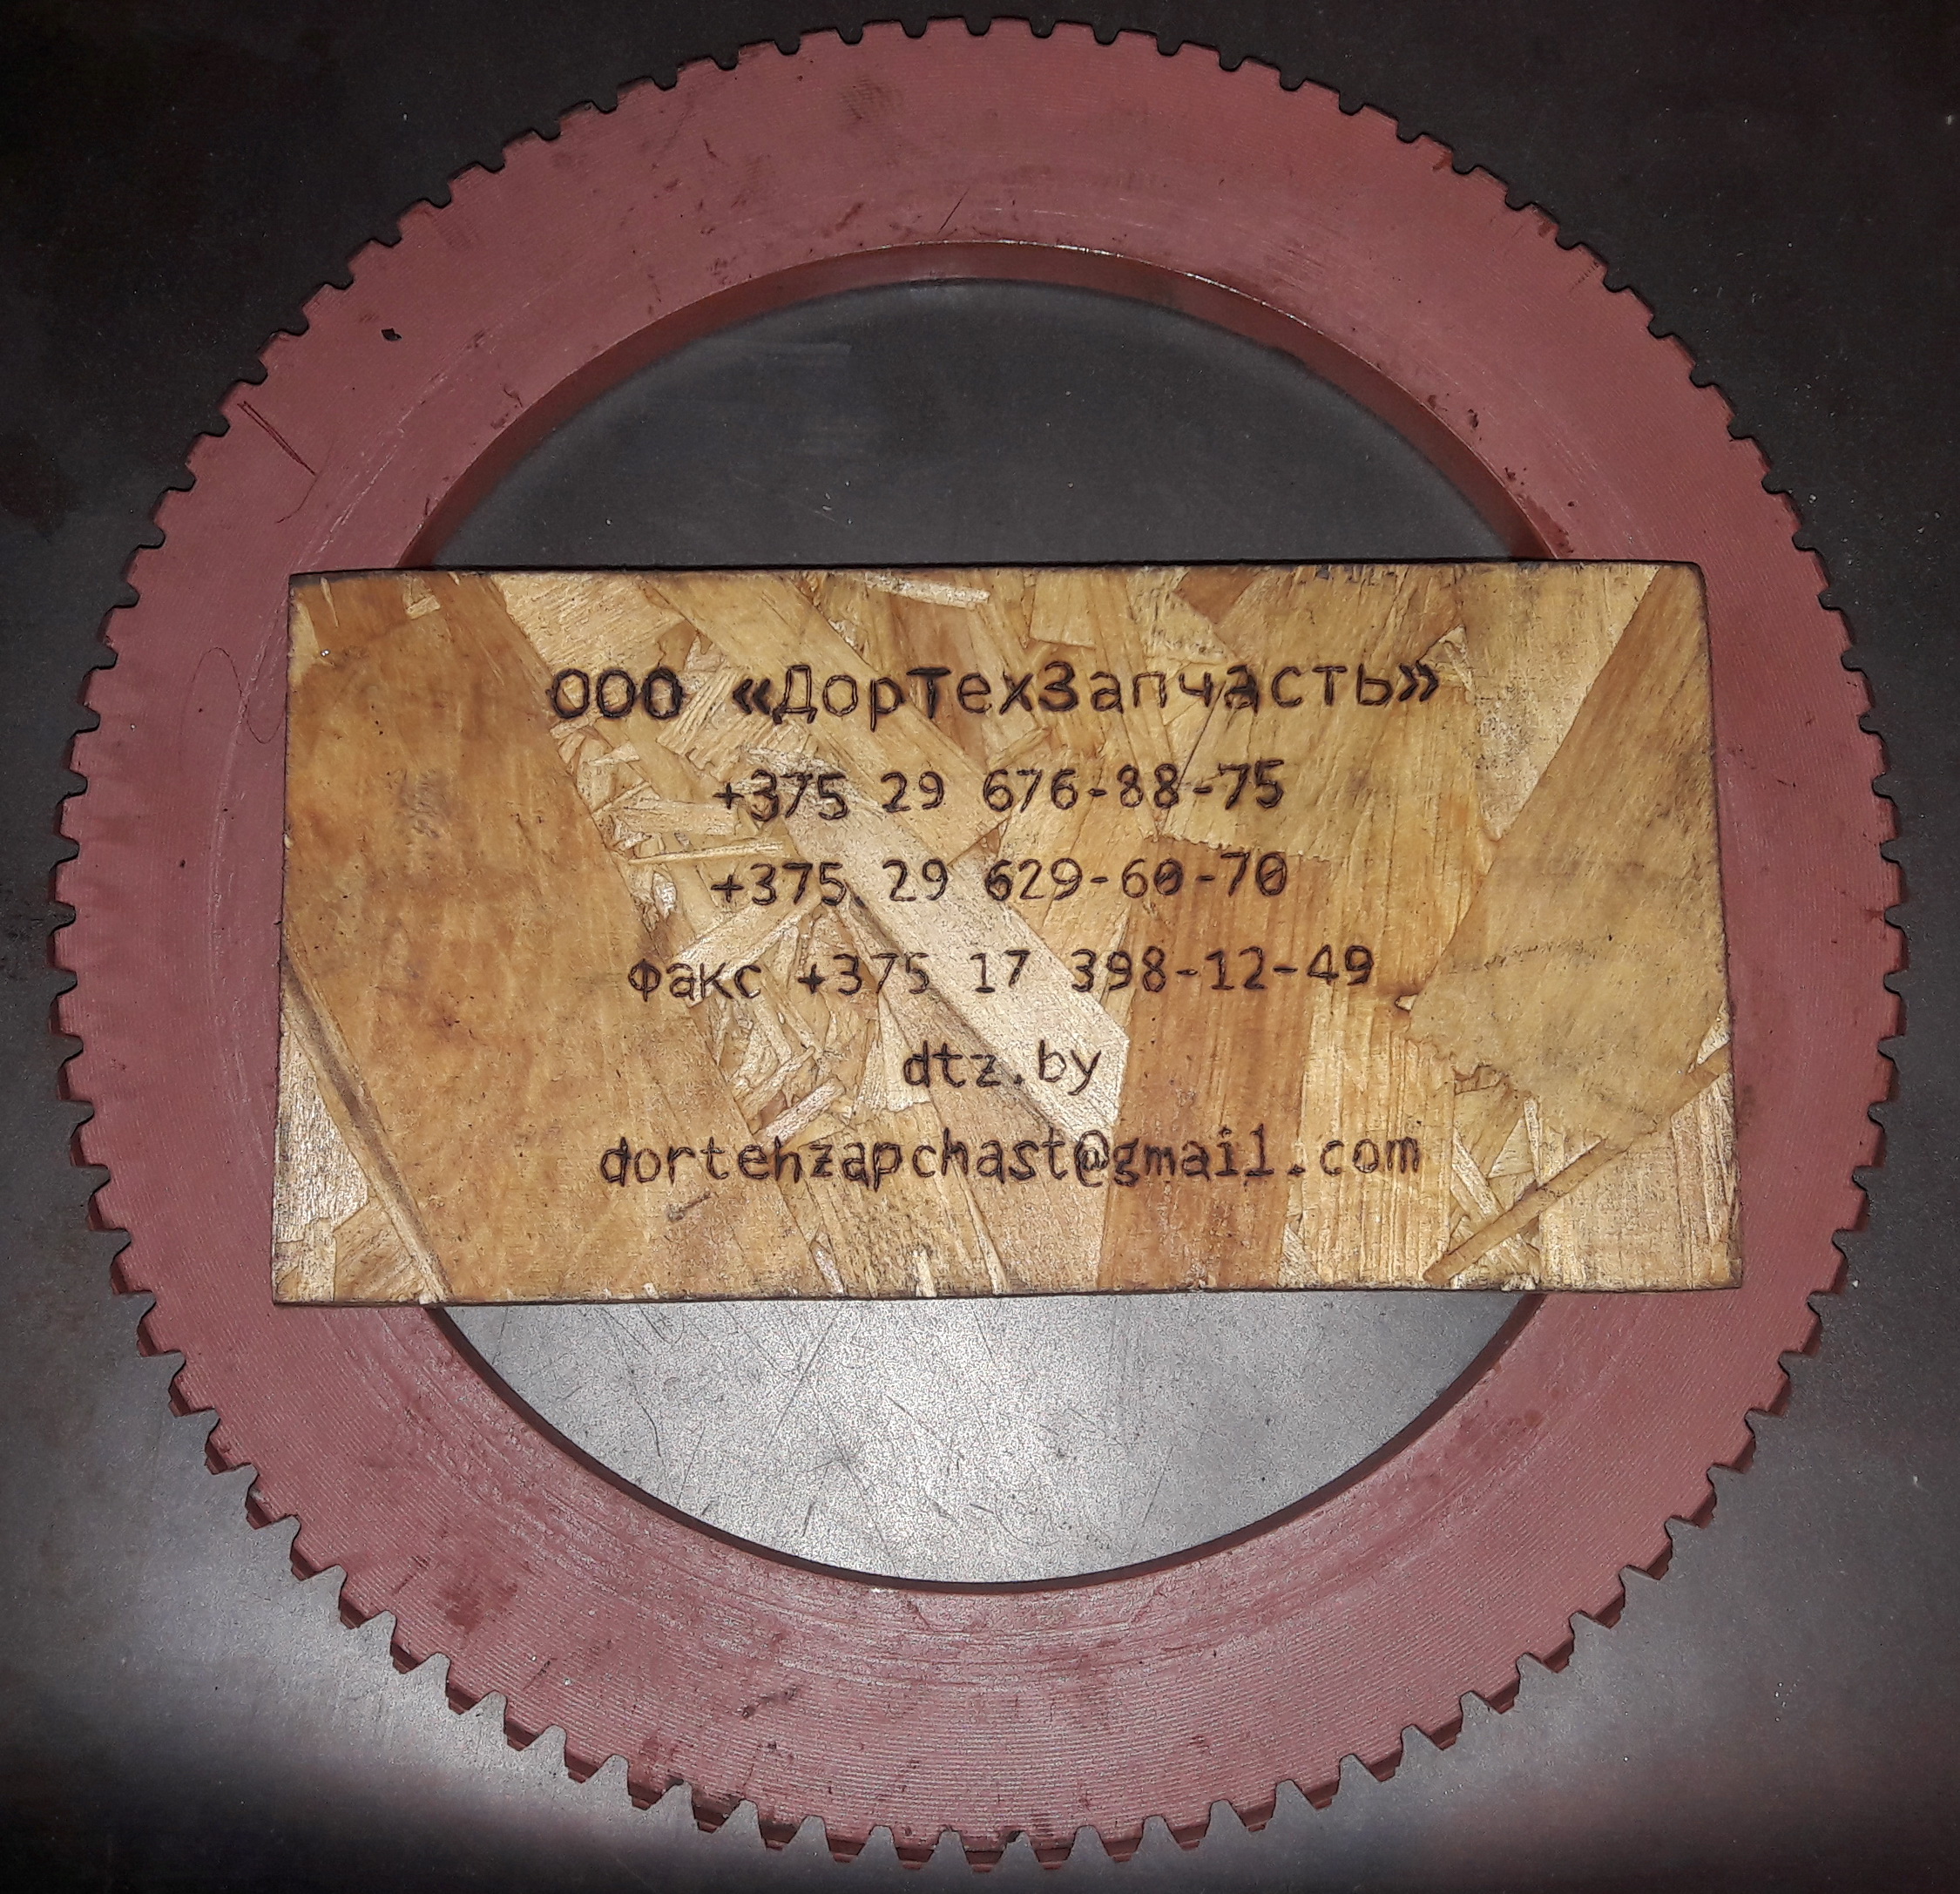 ООО «ДорТехЗапчасть»
+375 29 676-88-75
+375 29 629-60-70
Факс +375 17 398-12-49
dtz.by
dortehzapchast@gmail.com